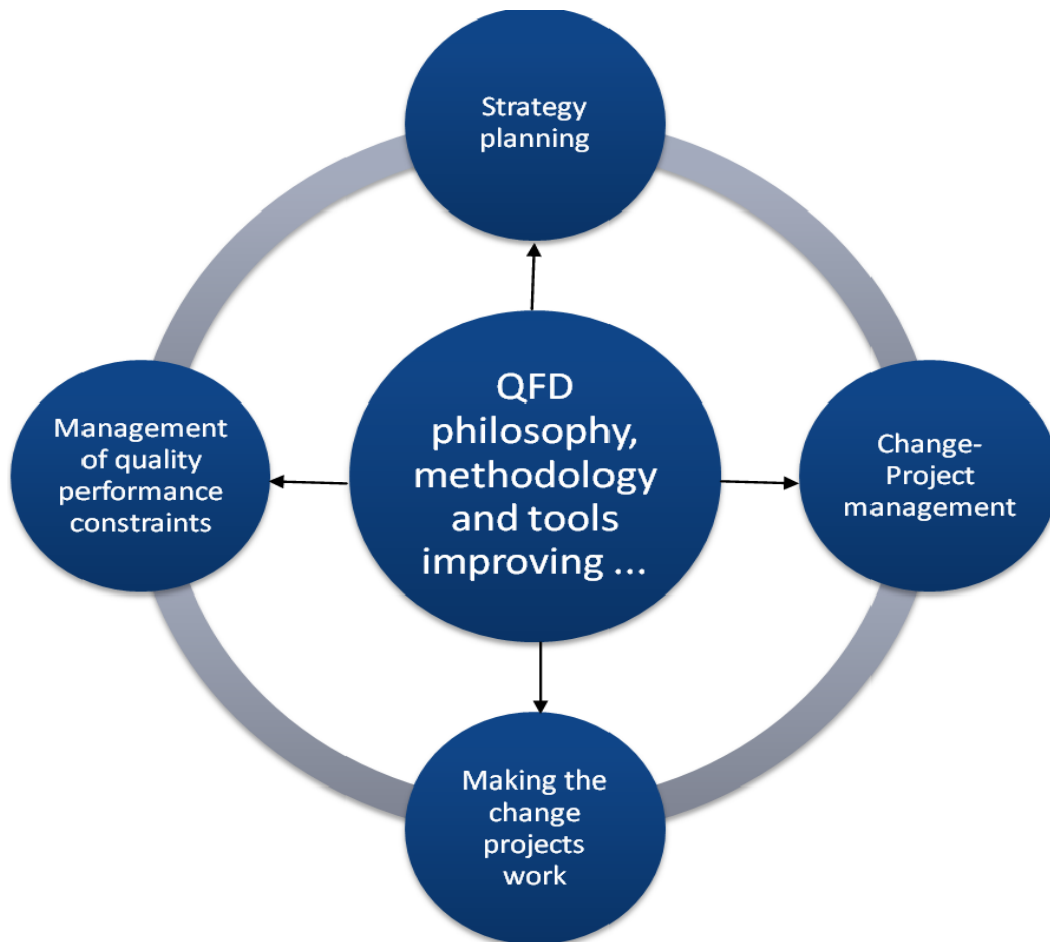 Strategy
planning
QFD
philosophy,
methodology
and tools
improving ...
Management
of quality
performance
constraints
Change-
Project
management
Making the
change
projects
work